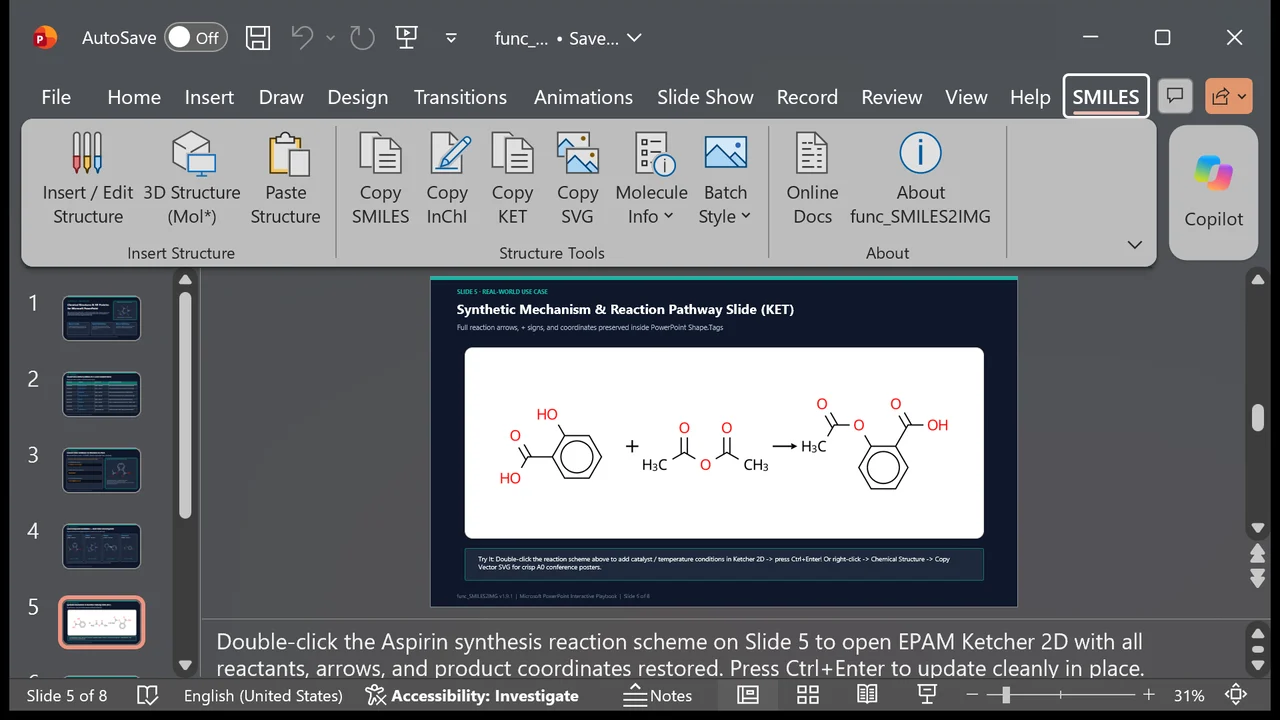 AutoSave Off func_... • Save...
File Home Insert Draw Design Transitions Animations Slide Show Record Review View Help SMILES
Insert / Edit Structure
3D Structure (Mol*)
Paste Structure
Copy SMILES
Copy InChI
Copy KET
Copy SVG
Molecule Info
Batch Style
Online Docs
About func_SMILES2IMG
Copilot
Insert Structure Structure Tools About
1
2
3
4
5
SLIDE 5 - REAL-WORLD USE CASE
Synthetic Mechanism & Reaction Pathway Slide (KET)
Full reaction arrows, + signs, and coordinates preserved inside PowerPoint Shape.Tags
HO
O
HO
+
O
O
H₃C
O
CH₃
O
O
O
OH
H₃C
Try It: Double-click the reaction scheme above to add catalyst / temperature conditions in Ketcher 2D -> press Ctrl+Enter! Or right-click -> Chemical Structure -> Copy
Vector SVG for crisp A0 conference posters.
func_SMILES2IMG v1.0.1 | Microsoft PowerPoint Interactive Playbook | Slide 5 of 8
Double-click the Aspirin synthesis reaction scheme on Slide 5 to open EPAM Ketcher 2D with all
reactants, arrows, and product coordinates restored. Press Ctrl+Enter to update cleanly in place.
Slide 5 of 8 English (United States) Accessibility: Investigate Notes 31%